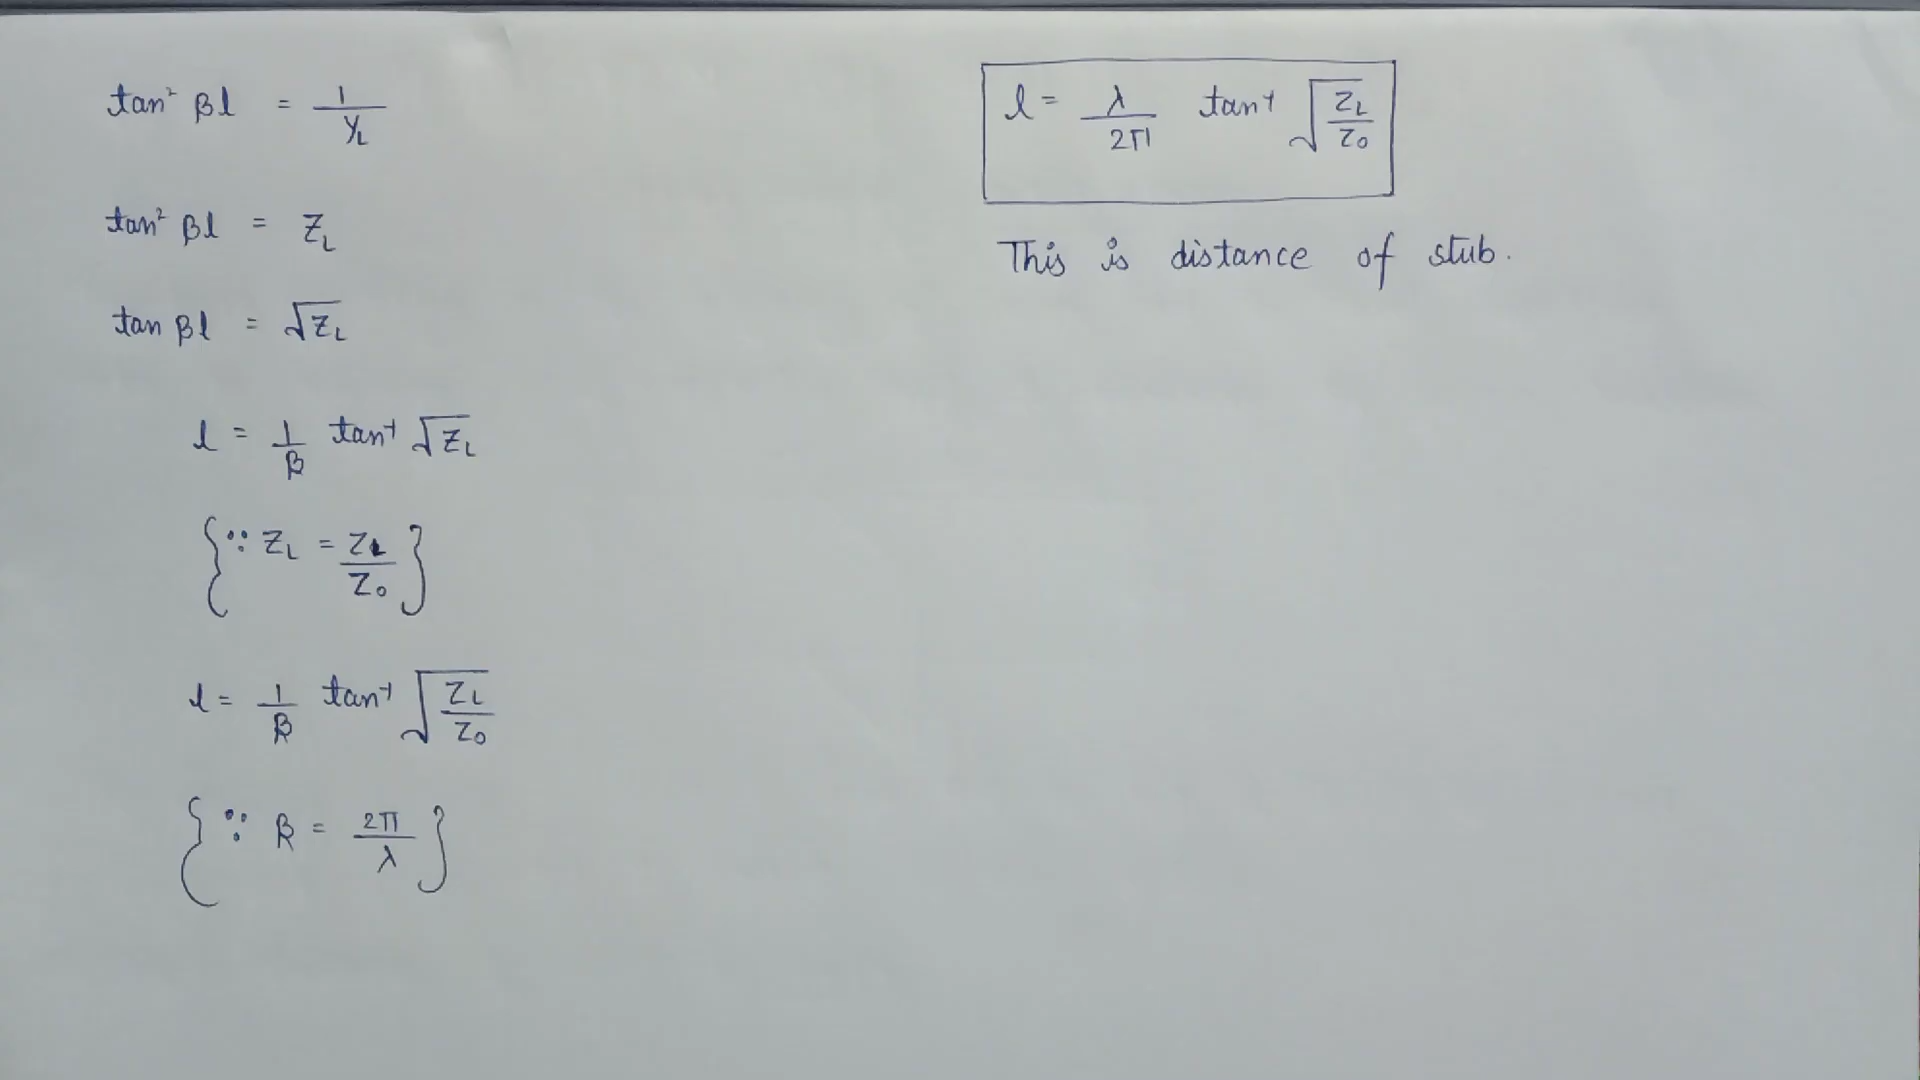 tan² βl = 1/y_L
tan² βl = z_L
tan βl = √z_L
l = 1/β tan⁻¹ √z_L
{∵ z_L = Z_L/Z₀}
l = 1/β tan⁻¹ √(Z_L/Z₀)
{∵ β = 2π/λ}
l = λ/2π tan⁻¹ √(Z_L/Z₀)
This is distance of stub.